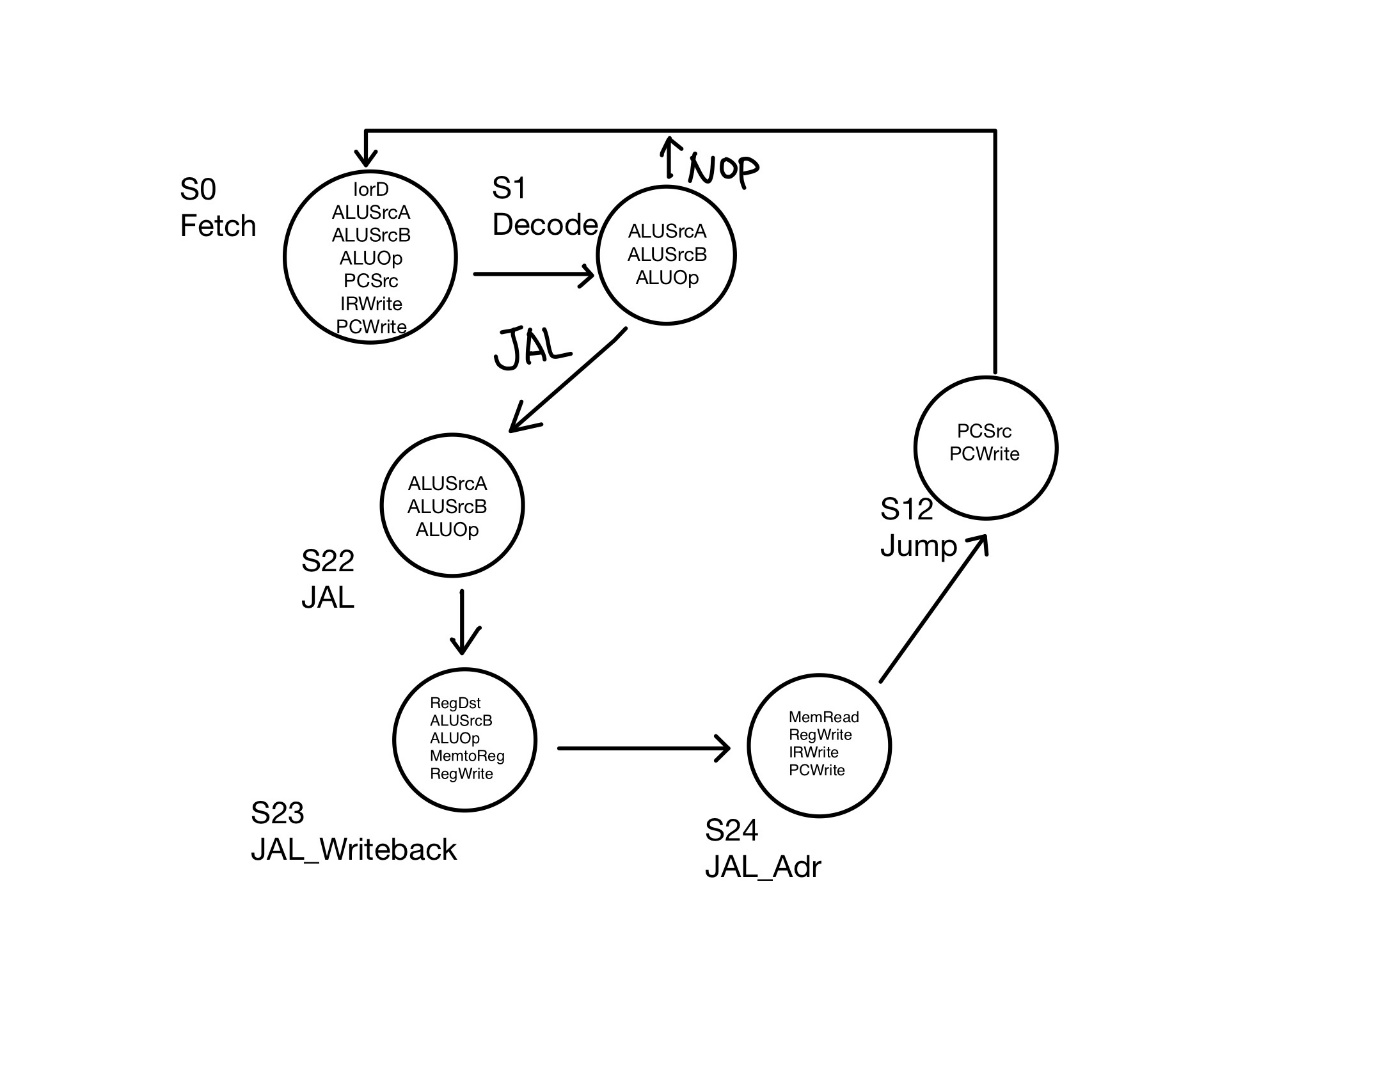 S0
Fetch
IorD
ALUSrcA
ALUSrcB
ALUOp
PCSrc
IRWrite
PCWrite
S1
Decode
ALUSrcA
ALUSrcB
ALUOp
NOP
JAL
ALUSrcA
ALUSrcB
ALUOp
S22
JAL
RegDst
ALUSrcB
ALUOp
MemtoReg
RegWrite
S23
JAL_Writeback
MemRead
RegWrite
IRWrite
PCWrite
S24
JAL_Adr
PCSrc
PCWrite
S12
Jump